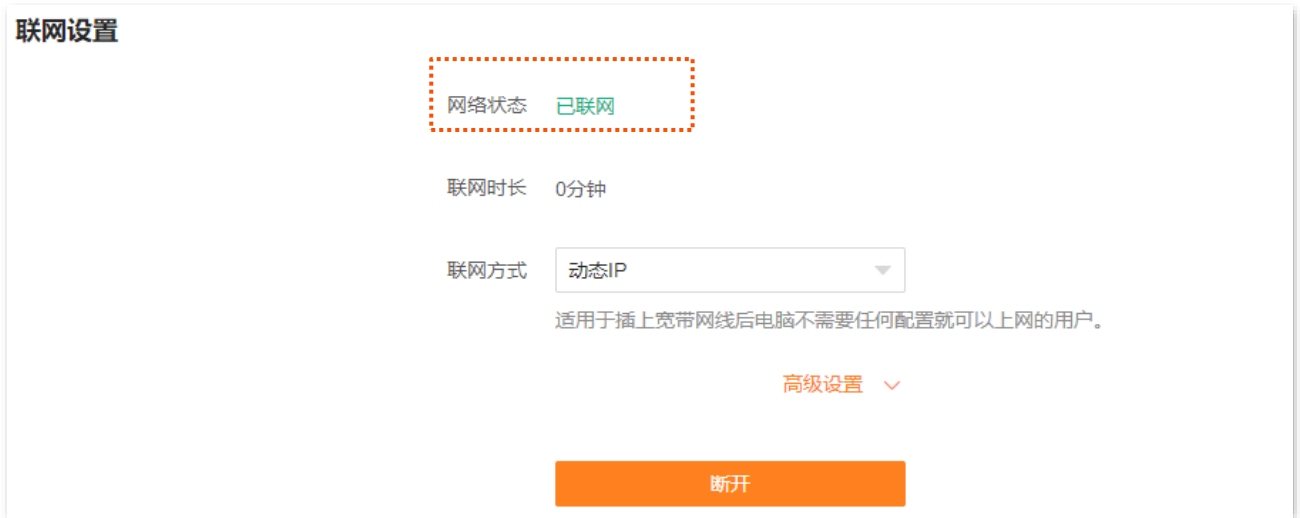 联网设置
网络状态 已联网
联网时长 0分钟
联网方式 动态IP
适用于插上宽带网线后电脑不需要任何配置就可以上网的用户。
高级设置
断开